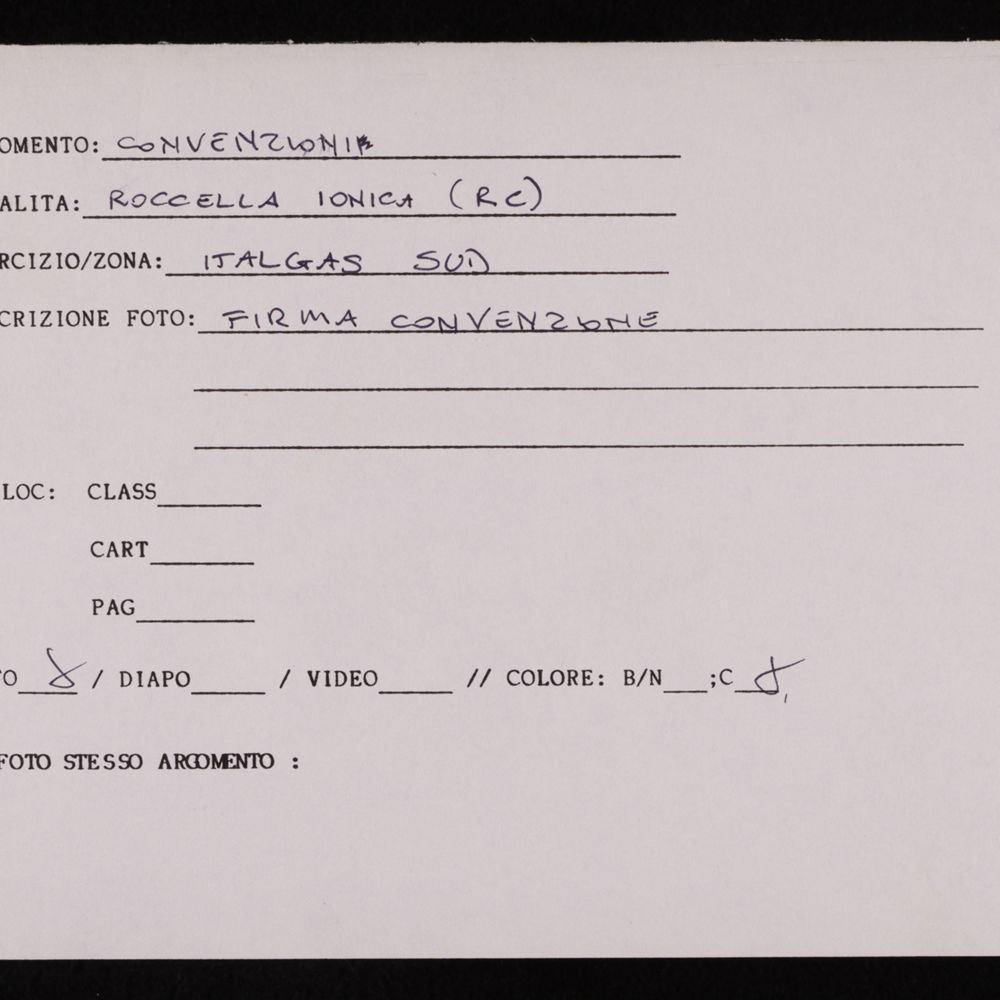 OMENTO: CONVENZIONI
ALITA: ROCCELLA IONICA (RC)
RCIZIO/ZONA: ITALGAS SUD
CRIZIONE FOTO: FIRMA CONVENZIONE
LOC: CLASS
CART
PAG
O X / DIAPO / VIDEO // COLORE: B/N ;C X
FOTO STESSO ARGOMENTO :